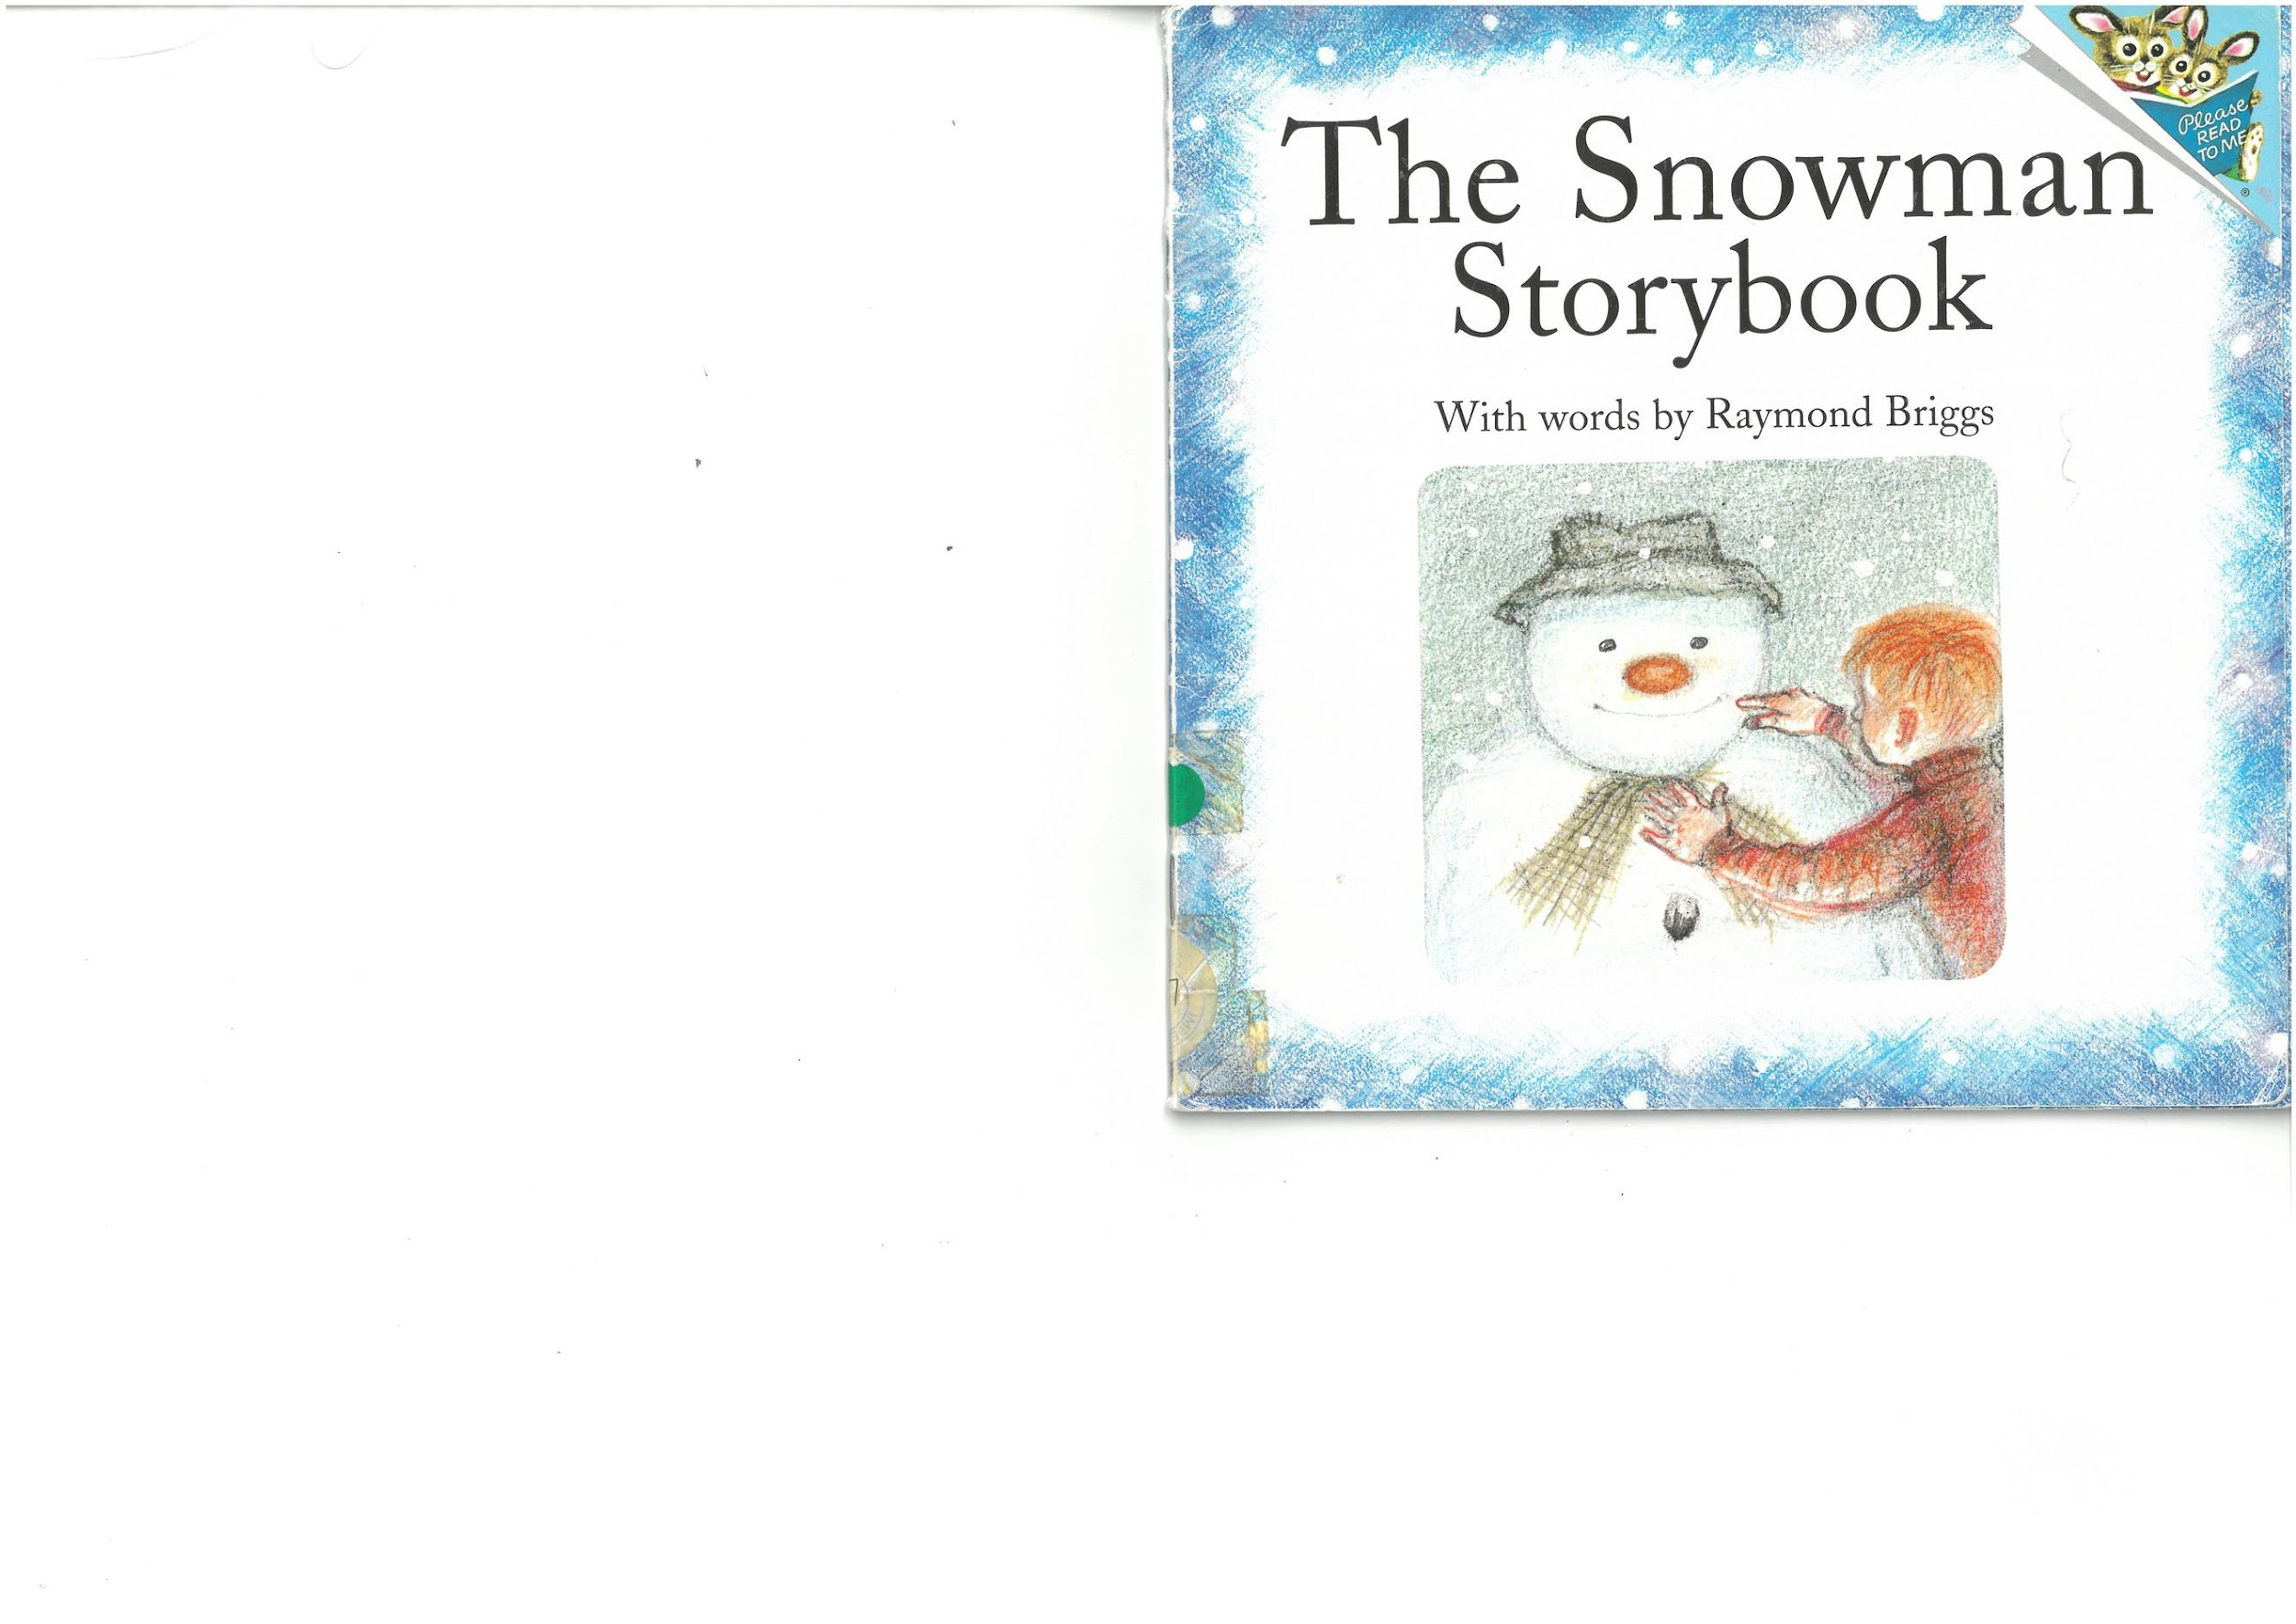 Please
READ
TO ME
®
The Snowman
Storybook
With words by Raymond Briggs